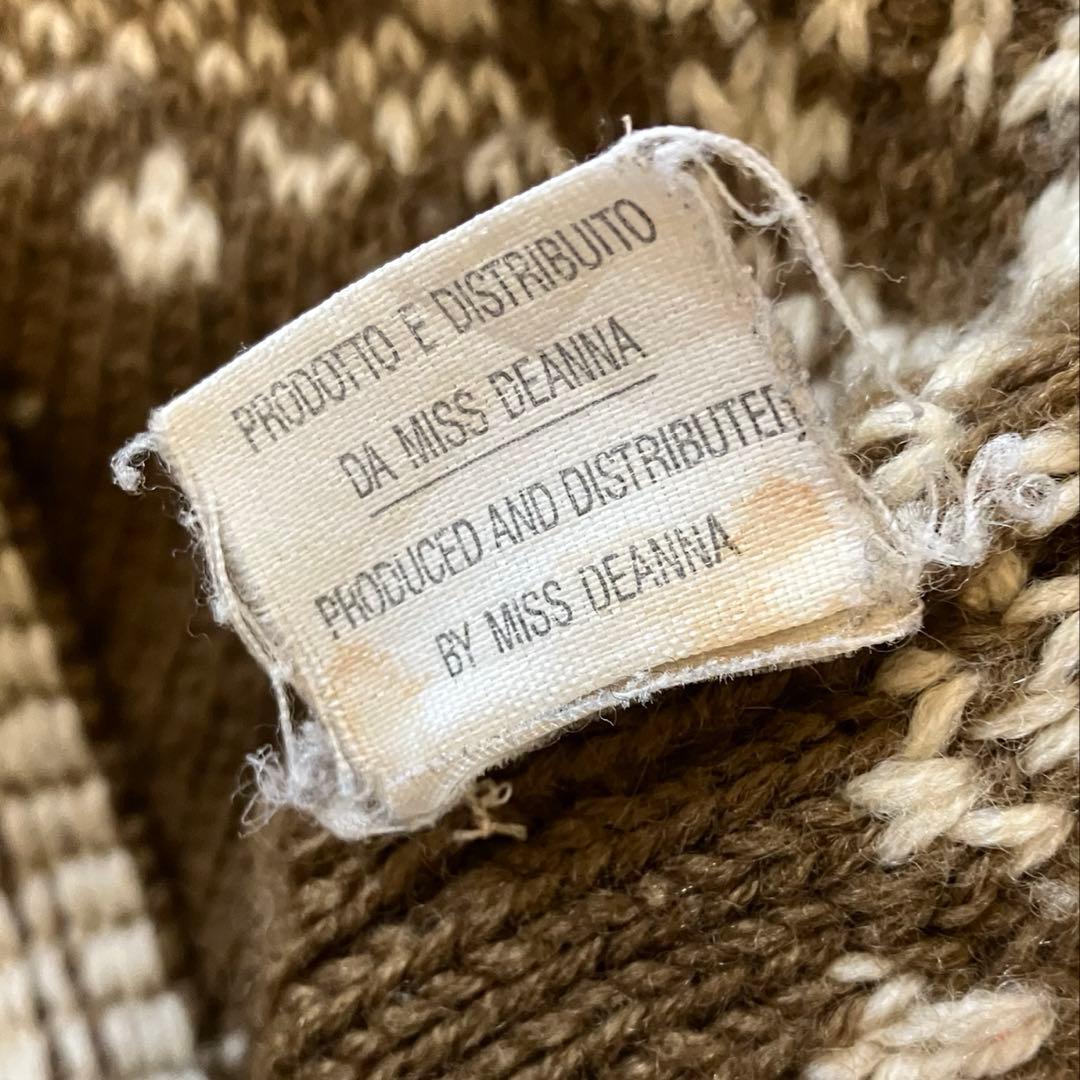 PRODOTTO E DISTRIBUITO
DA MISS DEANNA
PRODUCED AND DISTRIBUTED
BY MISS DEANNA